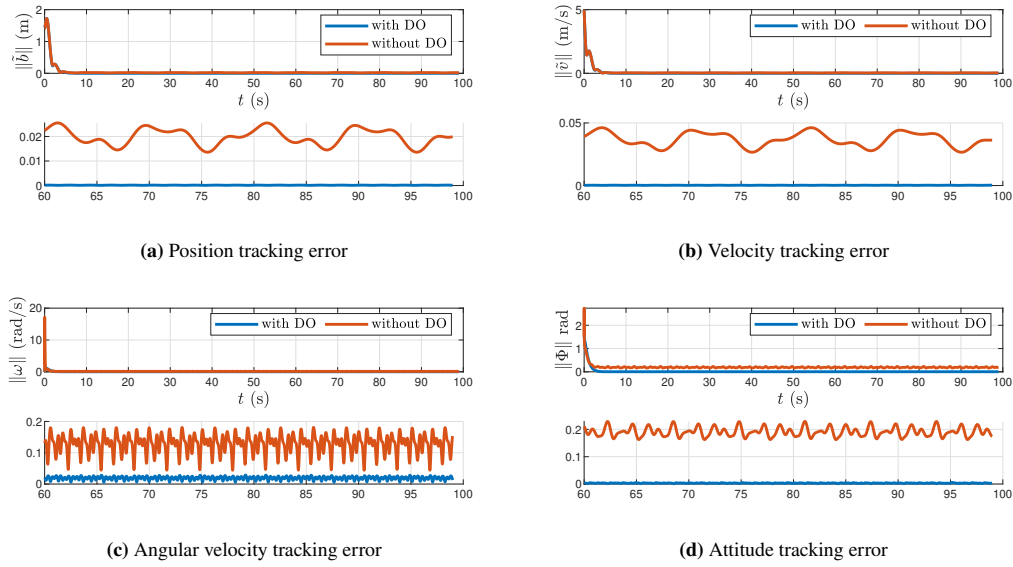 2
1
0
‖b̃‖ (m)
with DO
without DO
0 10 20 30 40 50 60 70 80 90 100
t (s)
0.02
0.01
0
60 65 70 75 80 85 90 95 100
(a) Position tracking error
5
0
‖ṽ‖ (m/s)
with DO without DO
0 10 20 30 40 50 60 70 80 90 100
t (s)
0.05
0
60 65 70 75 80 85 90 95 100
(b) Velocity tracking error
20
10
0
‖ω‖ (rad/s)
with DO without DO
0 10 20 30 40 50 60 70 80 90 100
t (s)
0.2
0.1
0
60 65 70 75 80 85 90 95 100
(c) Angular velocity tracking error
2
1
0
‖Φ‖ rad
with DO without DO
0 10 20 30 40 50 60 70 80 90 100
t (s)
0.2
0.1
0
60 65 70 75 80 85 90 95 100
(d) Attitude tracking error